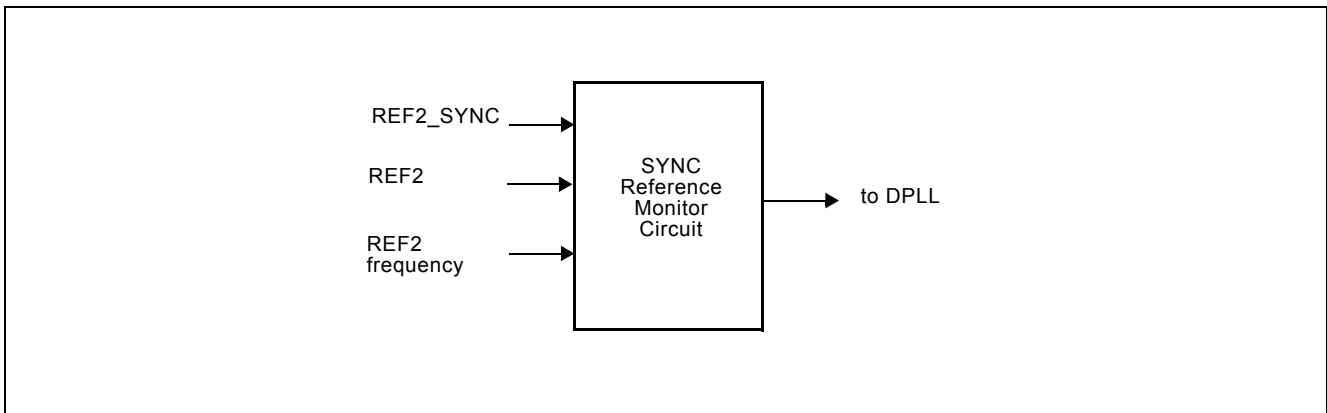 REF2_SYNC
REF2
REF2
frequency
SYNC
Reference
Monitor
Circuit
to DPLL